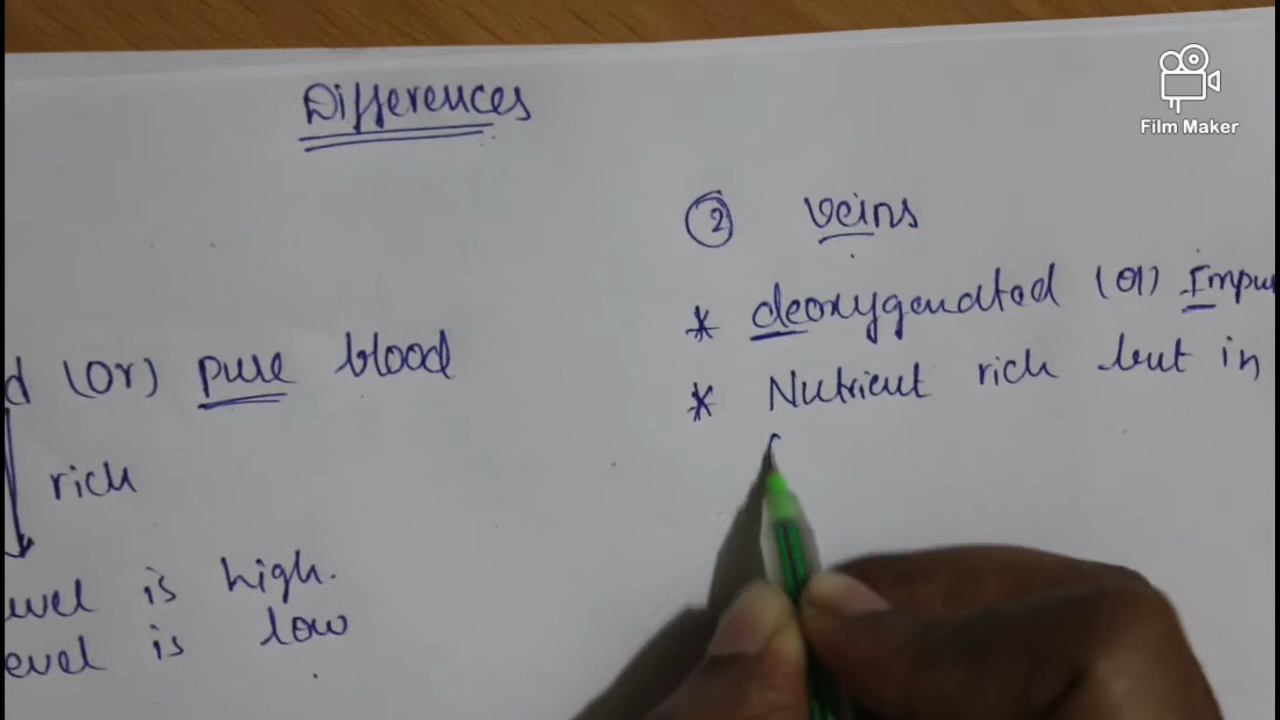 Differences
Film Maker
② veins
* deoxygenated (or) Impu
d (or) pure blood
* Nutrient rich but in
rich
evel is high.
evel is low